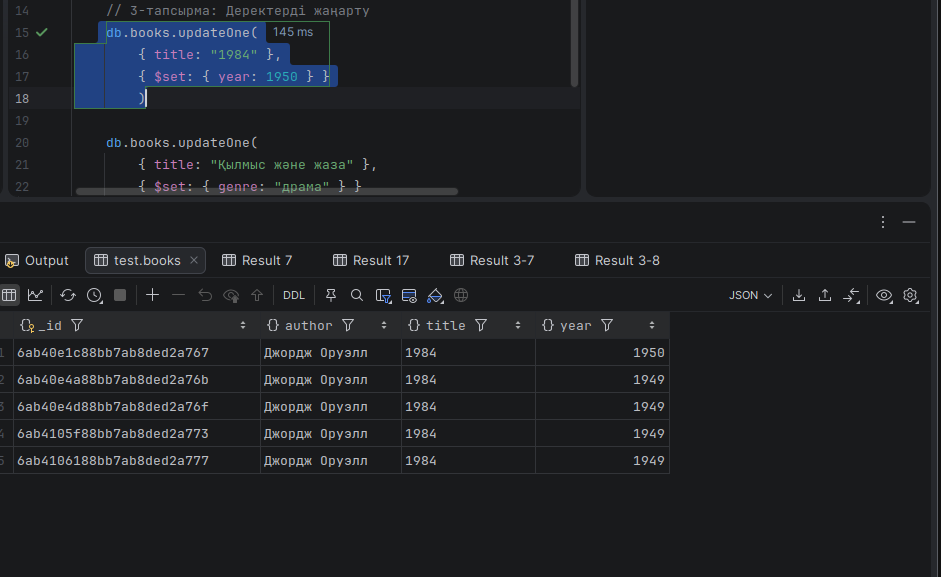 14 // 3-тапсырма: Деректерді жаңарту
15 db.books.updateOne( 145 ms
16 { title: "1984" },
17 { $set: { year: 1950 } }
18 )
19
20 db.books.updateOne(
21 { title: "Қылмыс және жаза" },
22 { $set: { genre: "драма" } }
Output test.books Result 7 Result 17 Result 3-7 Result 3-8
DDL JSON
_id author title year
1 6ab40e1c88bb7ab8ded2a767 Джордж Оруэлл 1984 1950
2 6ab40e4a88bb7ab8ded2a76b Джордж Оруэлл 1984 1949
3 6ab40e4d88bb7ab8ded2a76f Джордж Оруэлл 1984 1949
4 6ab4105f88bb7ab8ded2a773 Джордж Оруэлл 1984 1949
5 6ab4106188bb7ab8ded2a777 Джордж Оруэлл 1984 1949